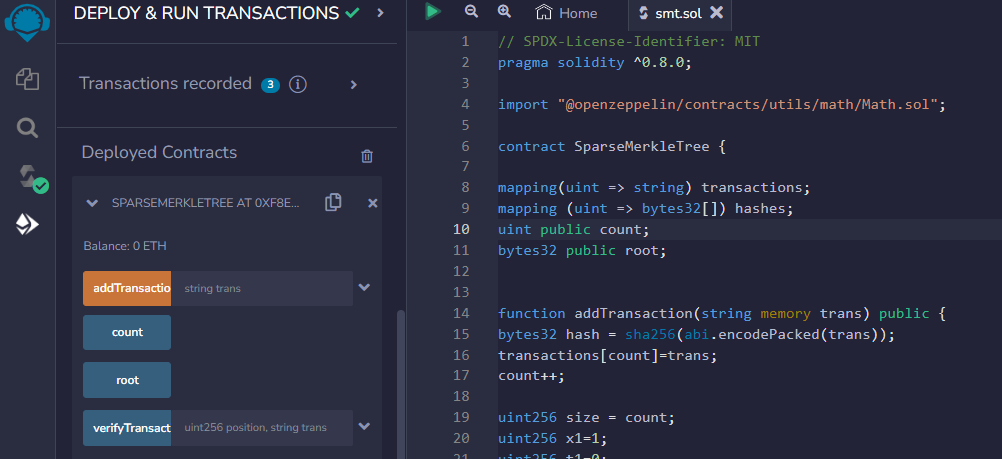 DEPLOY & RUN TRANSACTIONS
Transactions recorded 3 i
Deployed Contracts
SPARSEMERKLETREE AT 0XF8E...
Balance: 0 ETH
addTransactio string trans
count
root
verifyTransact uint256 position, string trans
Home smt.sol
1 // SPDX-License-Identifier: MIT
2 pragma solidity ^0.8.0;
3
4 import "@openzeppelin/contracts/utils/math/Math.sol";
5
6 contract SparseMerkleTree {
7
8 mapping(uint => string) transactions;
9 mapping (uint => bytes32[]) hashes;
10 uint public count;
11 bytes32 public root;
12
13
14 function addTransaction(string memory trans) public {
15 bytes32 hash = sha256(abi.encodePacked(trans));
16 transactions[count]=trans;
17 count++;
18
19 uint256 size = count;
20 uint256 x1=1;
21 uint256 t1=0;